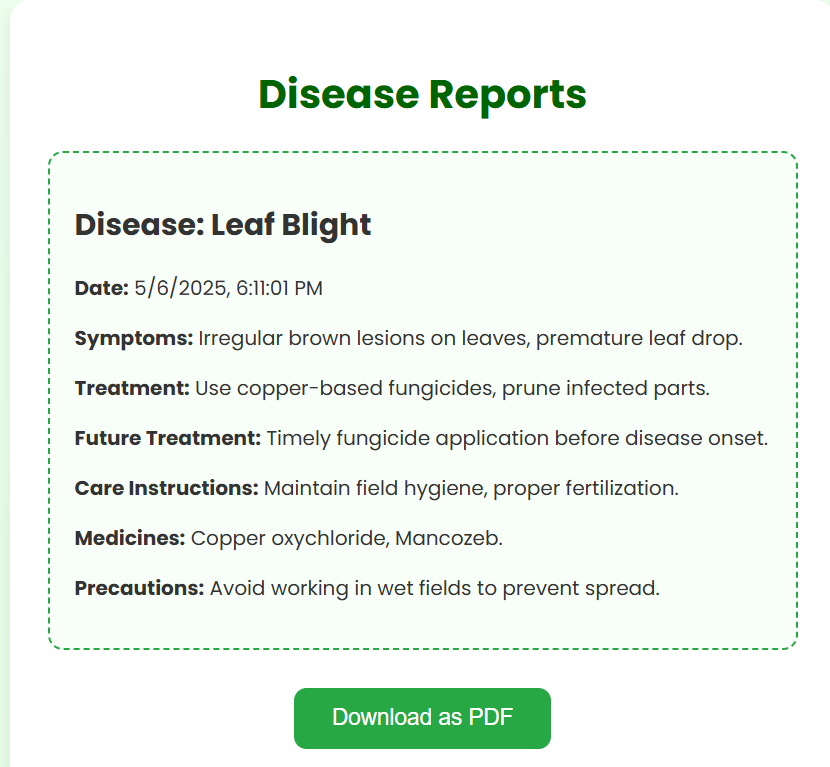 Disease Reports
Disease: Leaf Blight
Date: 5/6/2025, 6:11:01 PM
Symptoms: Irregular brown lesions on leaves, premature leaf drop.
Treatment: Use copper-based fungicides, prune infected parts.
Future Treatment: Timely fungicide application before disease onset.
Care Instructions: Maintain field hygiene, proper fertilization.
Medicines: Copper oxychloride, Mancozeb.
Precautions: Avoid working in wet fields to prevent spread.
Download as PDF